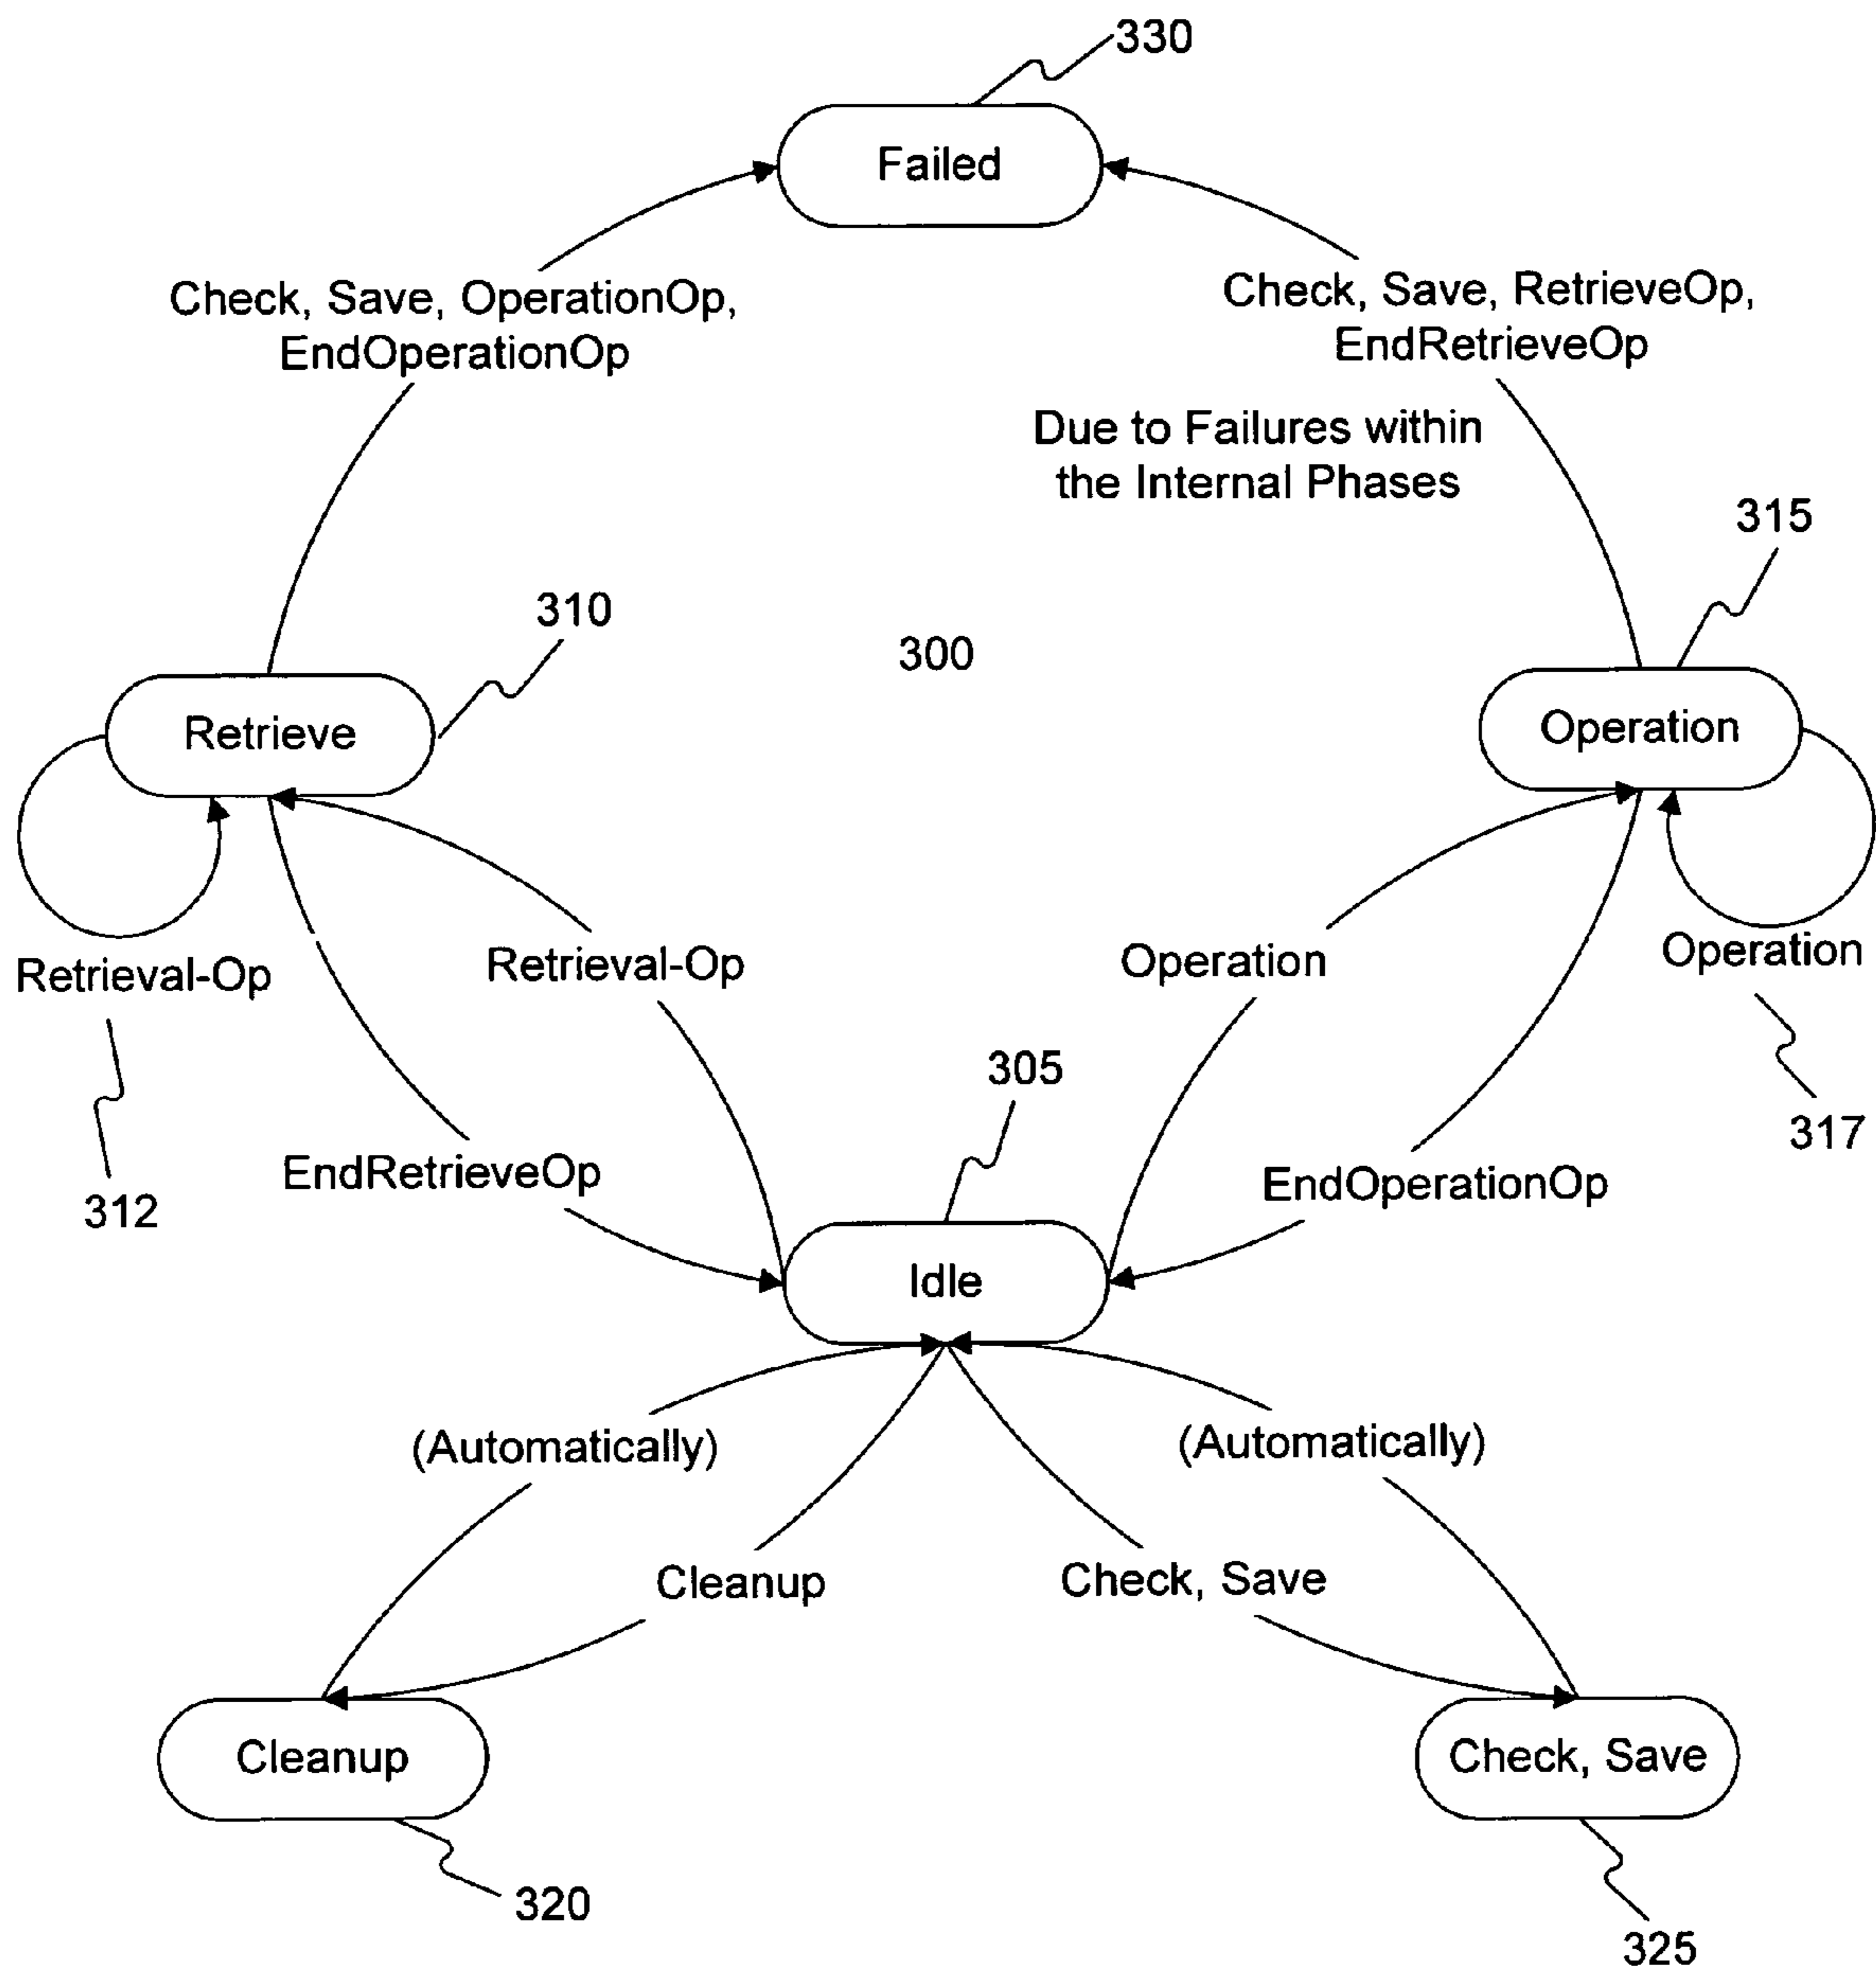 330
Failed
Check, Save, OperationOp,
EndOperationOp
Check, Save, RetrieveOp,
EndRetrieveOp
Due to Failures within
the Internal Phases
315
310
300
Retrieve
Operation
Retrieval-Op
Retrieval-Op
Operation
Operation
305
317
312
EndRetrieveOp
EndOperationOp
Idle
(Automatically)
(Automatically)
Cleanup
Check, Save
Cleanup
Check, Save
320
325